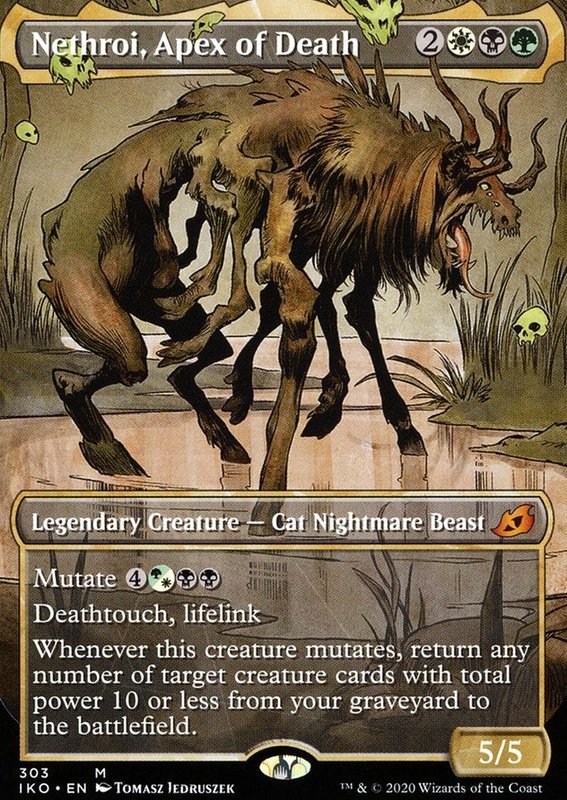 Nethroi, Apex of Death 2
Legendary Creature — Cat Nightmare Beast
Mutate 4
Deathtouch, lifelink
Whenever this creature mutates, return any
number of target creature cards with total
power 10 or less from your graveyard to
the battlefield.
5/5
303 M
IKO • EN Tomasz Jedruszek
™ & © 2020 Wizards of the Coast